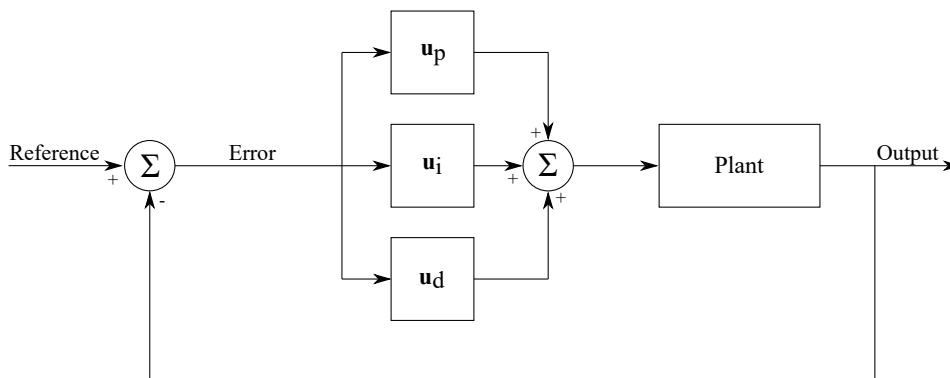 u_p
+
Reference
+
Σ
-
Error
u_i
+
Σ
+
Plant
Output
u_d